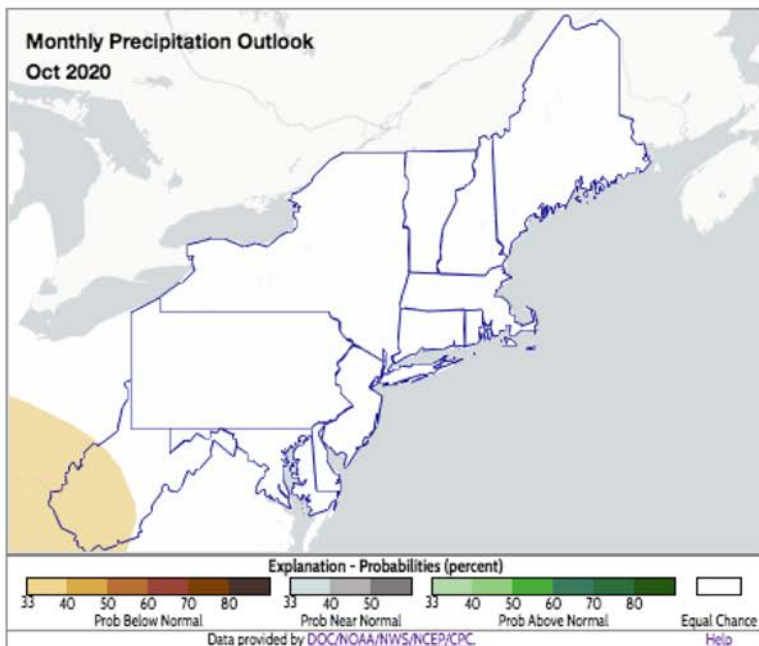 Monthly Precipitation Outlook
Oct 2020
Explanation - Probabilities (percent)
33 40 50 60 70 80
33 40 50
33 40 50 60 70 80
Prob Below Normal
Prob Near Normal
Prob Above Normal
Equal Chance
Data provided by DOC/NOAA/NWS/NCEP/CPC.
Help